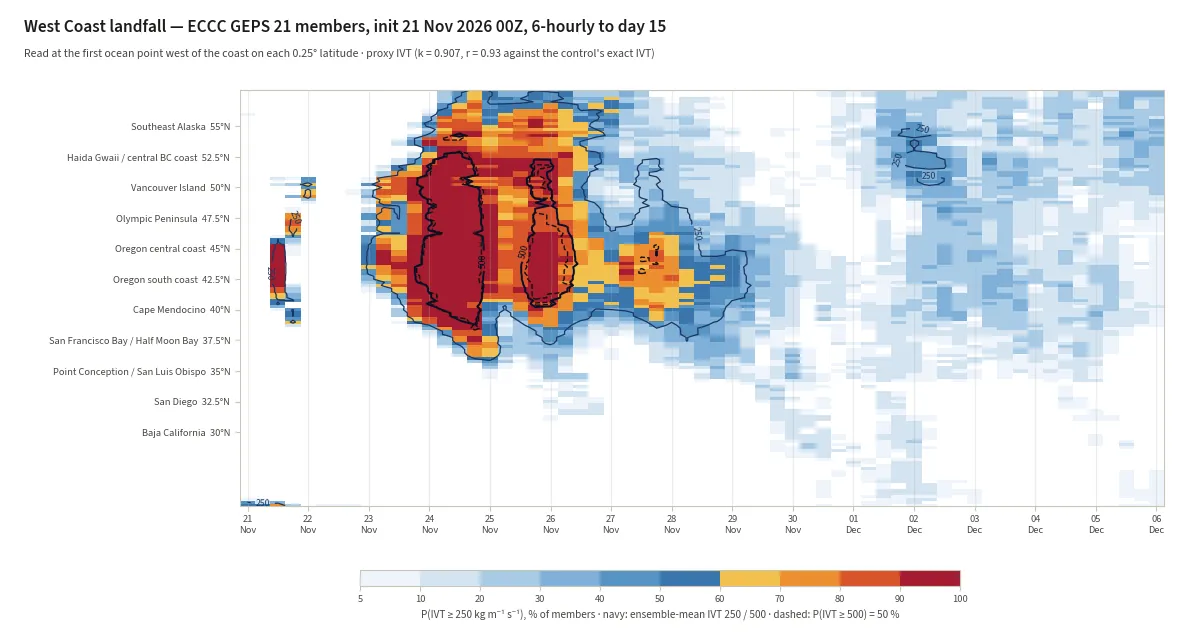 West Coast landfall — ECCC GEPS 21 members, init 21 Nov 2026 00Z, 6-hourly to day 15
Read at the first ocean point west of the coast on each 0.25° latitude · proxy IVT (k = 0.907, r = 0.93 against the control's exact IVT)
Southeast Alaska 55°N
Haida Gwaii / central BC coast 52.5°N
Vancouver Island 50°N
Olympic Peninsula 47.5°N
Oregon central coast 45°N
Oregon south coast 42.5°N
Cape Mendocino 40°N
San Francisco Bay / Half Moon Bay 37.5°N
Point Conception / San Luis Obispo 35°N
San Diego 32.5°N
Baja California 30°N
250
250
250
250
250
250
250
500
500
21 Nov
22 Nov
23 Nov
24 Nov
25 Nov
26 Nov
27 Nov
28 Nov
29 Nov
30 Nov
01 Dec
02 Dec
03 Dec
04 Dec
05 Dec
06 Dec
5 10 20 30 40 50 60 70 80 90 100
P(IVT ≥ 250 kg m⁻¹ s⁻¹), % of members · navy: ensemble-mean IVT 250 / 500 · dashed: P(IVT ≥ 500) = 50 %